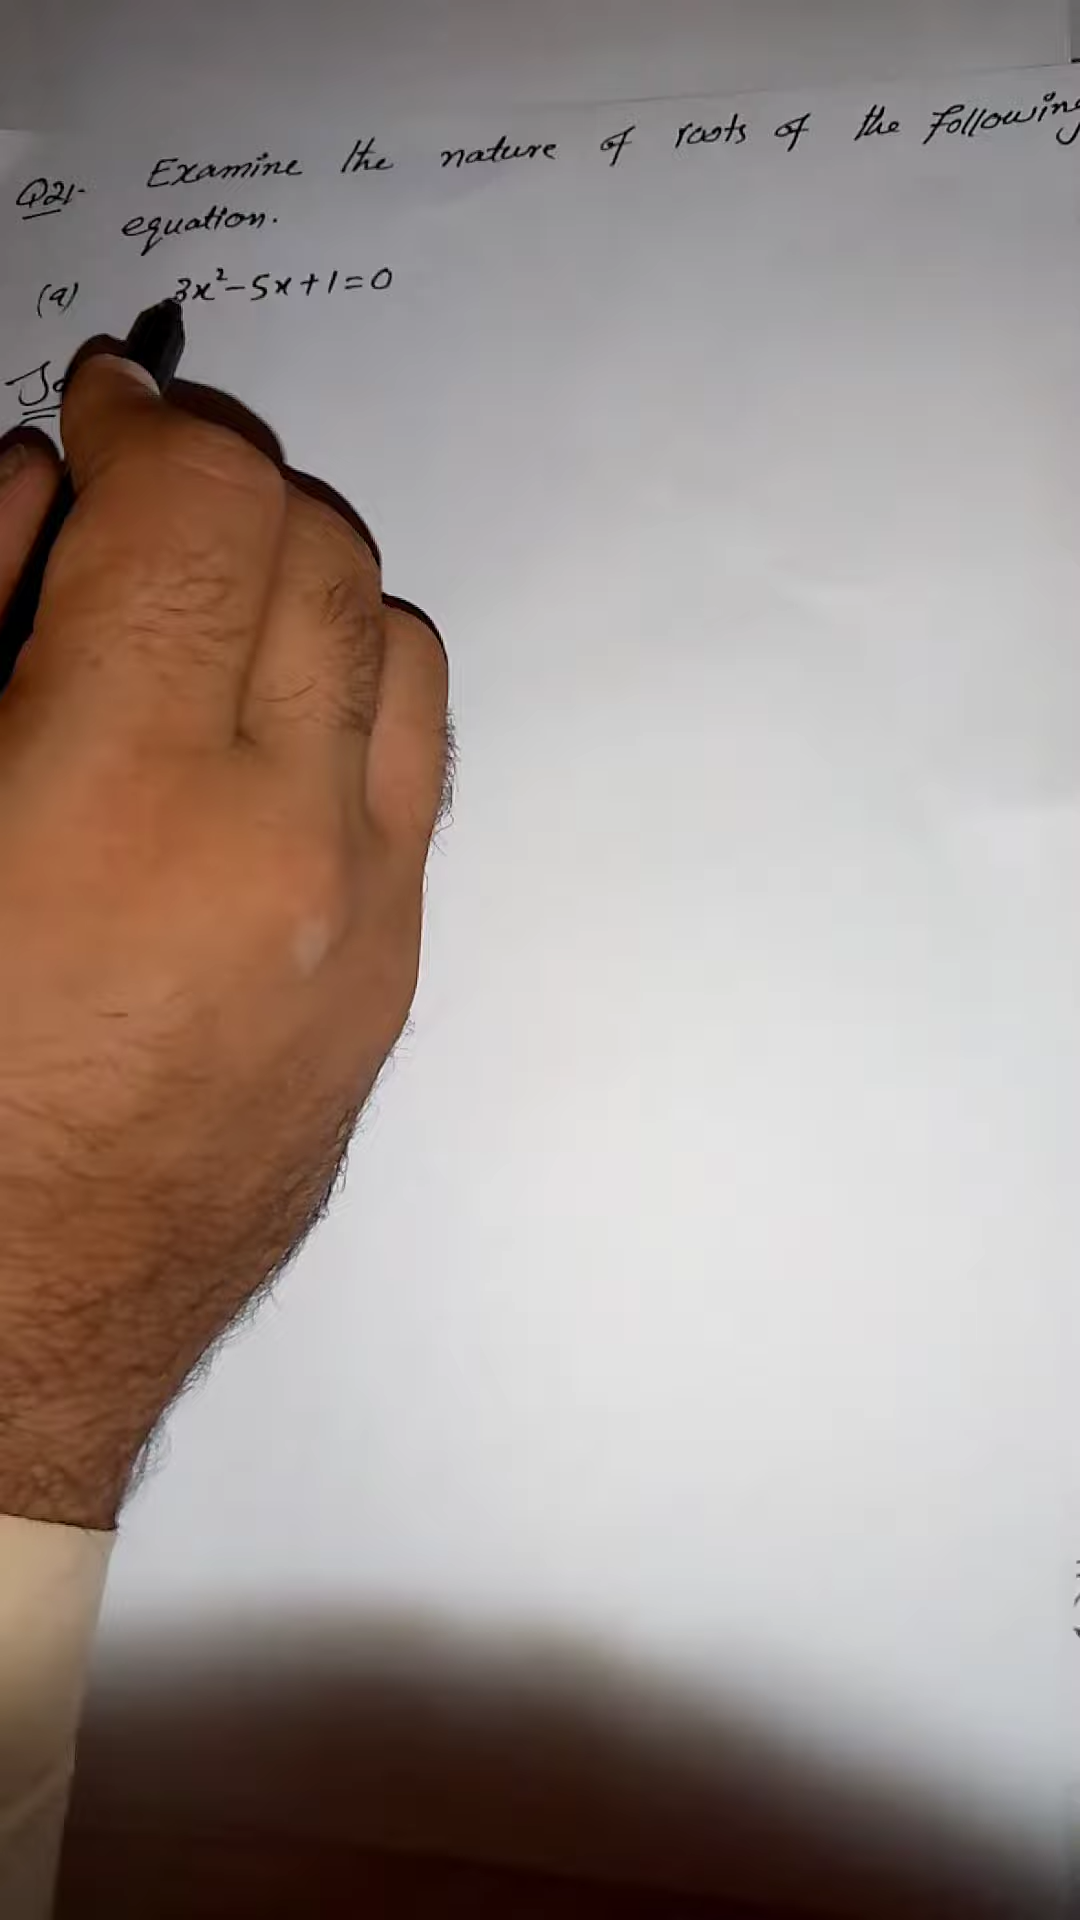 Q21- Examine the nature of roots of the following
equation.
(a) 3x²-5x+1=0